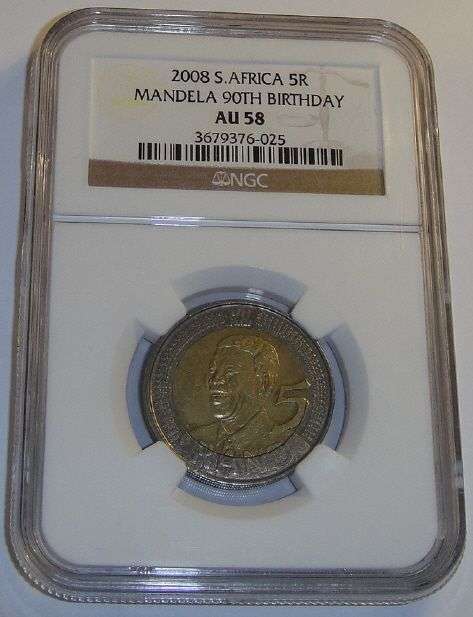 2008 S.AFRICA 5R
MANDELA 90TH BIRTHDAY
AU 58
3679376-025
NGC
5